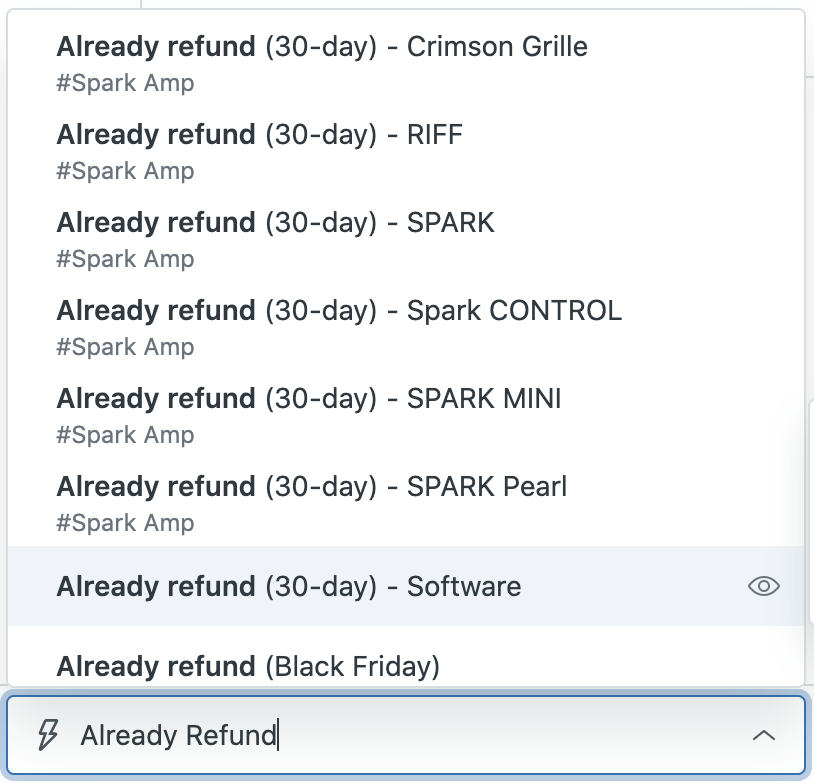 Already refund (30-day) - Crimson Grille
#Spark Amp
Already refund (30-day) - RIFF
#Spark Amp
Already refund (30-day) - SPARK
#Spark Amp
Already refund (30-day) - Spark CONTROL
#Spark Amp
Already refund (30-day) - SPARK MINI
#Spark Amp
Already refund (30-day) - SPARK Pearl
#Spark Amp
Already refund (30-day) - Software
Already refund (Black Friday)
Already Refund